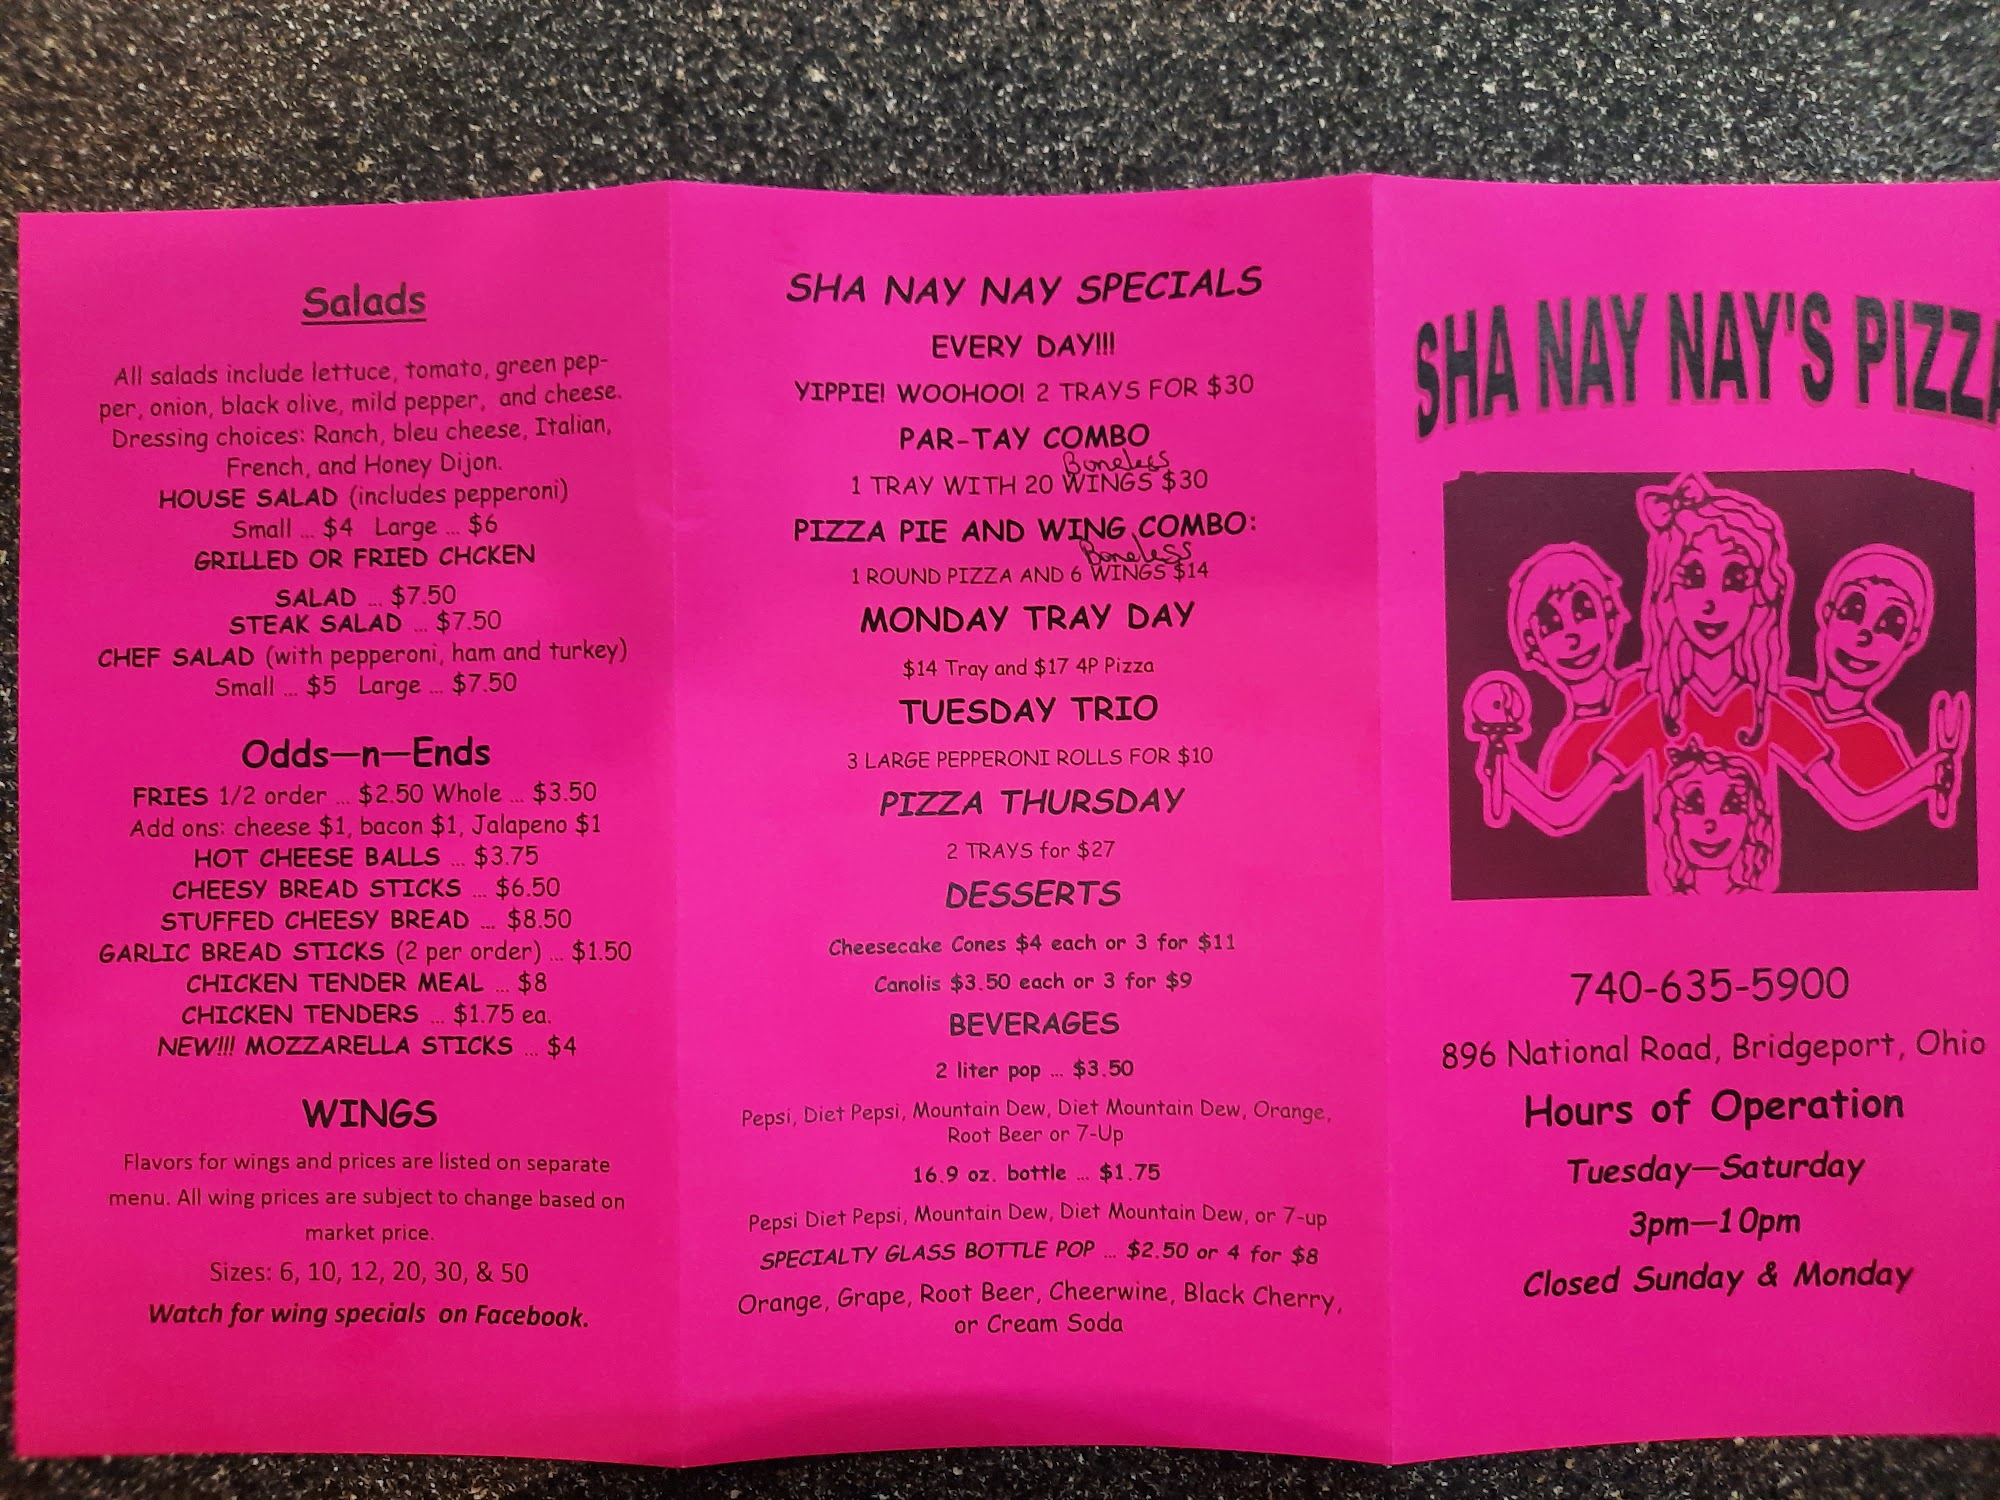 Salads
All salads include lettuce, tomato, green pep-
per, onion, black olive, mild pepper, and cheese.
Dressing choices: Ranch, bleu cheese, Italian,
French, and Honey Dijon.
HOUSE SALAD (includes pepperoni)
Small ... $4 Large ... $6
GRILLED OR FRIED CHCKEN
SALAD ... $7.50
STEAK SALAD ... $7.50
CHEF SALAD (with pepperoni, ham and turkey)
Small ... $5 Large ... $7.50
Odds—n—Ends
FRIES 1/2 order ... $2.50 Whole ... $3.50
Add ons: cheese $1, bacon $1, Jalapeno $1
HOT CHEESE BALLS ... $3.75
CHEESY BREAD STICKS ... $6.50
STUFFED CHEESY BREAD ... $8.50
GARLIC BREAD STICKS (2 per order) ... $1.50
CHICKEN TENDER MEAL ... $8
CHICKEN TENDERS ... $1.75 ea.
NEW!!! MOZZARELLA STICKS ... $4
WINGS
Flavors for wings and prices are listed on separate
menu. All wing prices are subject to change based on
market price.
Sizes: 6, 10, 12, 20, 30, & 50
Watch for wing specials on Facebook.
SHA NAY NAY SPECIALS
EVERY DAY!!!
YIPPIE! WOOHOO! 2 TRAYS FOR $30
PAR-TAY COMBO
Boneless
1 TRAY WITH 20 WINGS $30
PIZZA PIE AND WING COMBO:
Boneless
1 ROUND PIZZA AND 6 WINGS $14
MONDAY TRAY DAY
$14 Tray and $17 4P Pizza
TUESDAY TRIO
3 LARGE PEPPERONI ROLLS FOR $10
PIZZA THURSDAY
2 TRAYS for $27
DESSERTS
Cheesecake Cones $4 each or 3 for $11
Canolis $3.50 each or 3 for $9
BEVERAGES
2 liter pop ... $3.50
Pepsi, Diet Pepsi, Mountain Dew, Diet Mountain Dew, Orange,
Root Beer or 7-Up
16.9 oz. bottle ... $1.75
Pepsi Diet Pepsi, Mountain Dew, Diet Mountain Dew, or 7-up
SPECIALTY GLASS BOTTLE POP ... $2.50 or 4 for $8
Orange, Grape, Root Beer, Cheerwine, Black Cherry,
or Cream Soda
SHA NAY NAY'S PIZZA
740-635-5900
896 National Road, Bridgeport, Ohio
Hours of Operation
Tuesday—Saturday
3pm—10pm
Closed Sunday & Monday